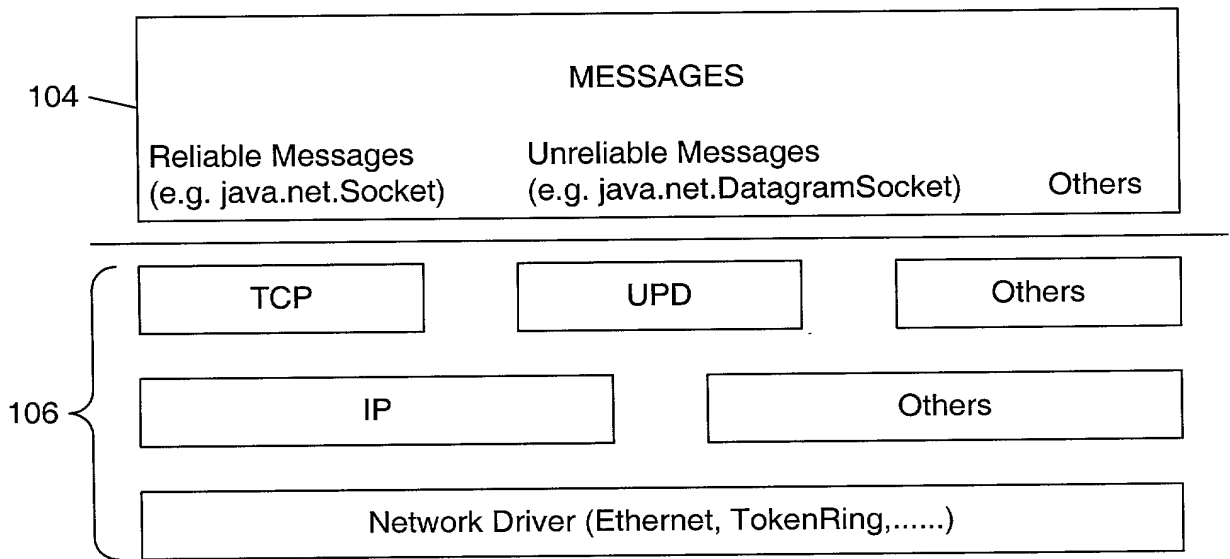 MESSAGES
104
Reliable Messages
(e.g. java.net.Socket)
Unreliable Messages
(e.g. java.net.DatagramSocket)
Others
TCP
UPD
Others
106
IP
Others
Network Driver (Ethernet, TokenRing,......)